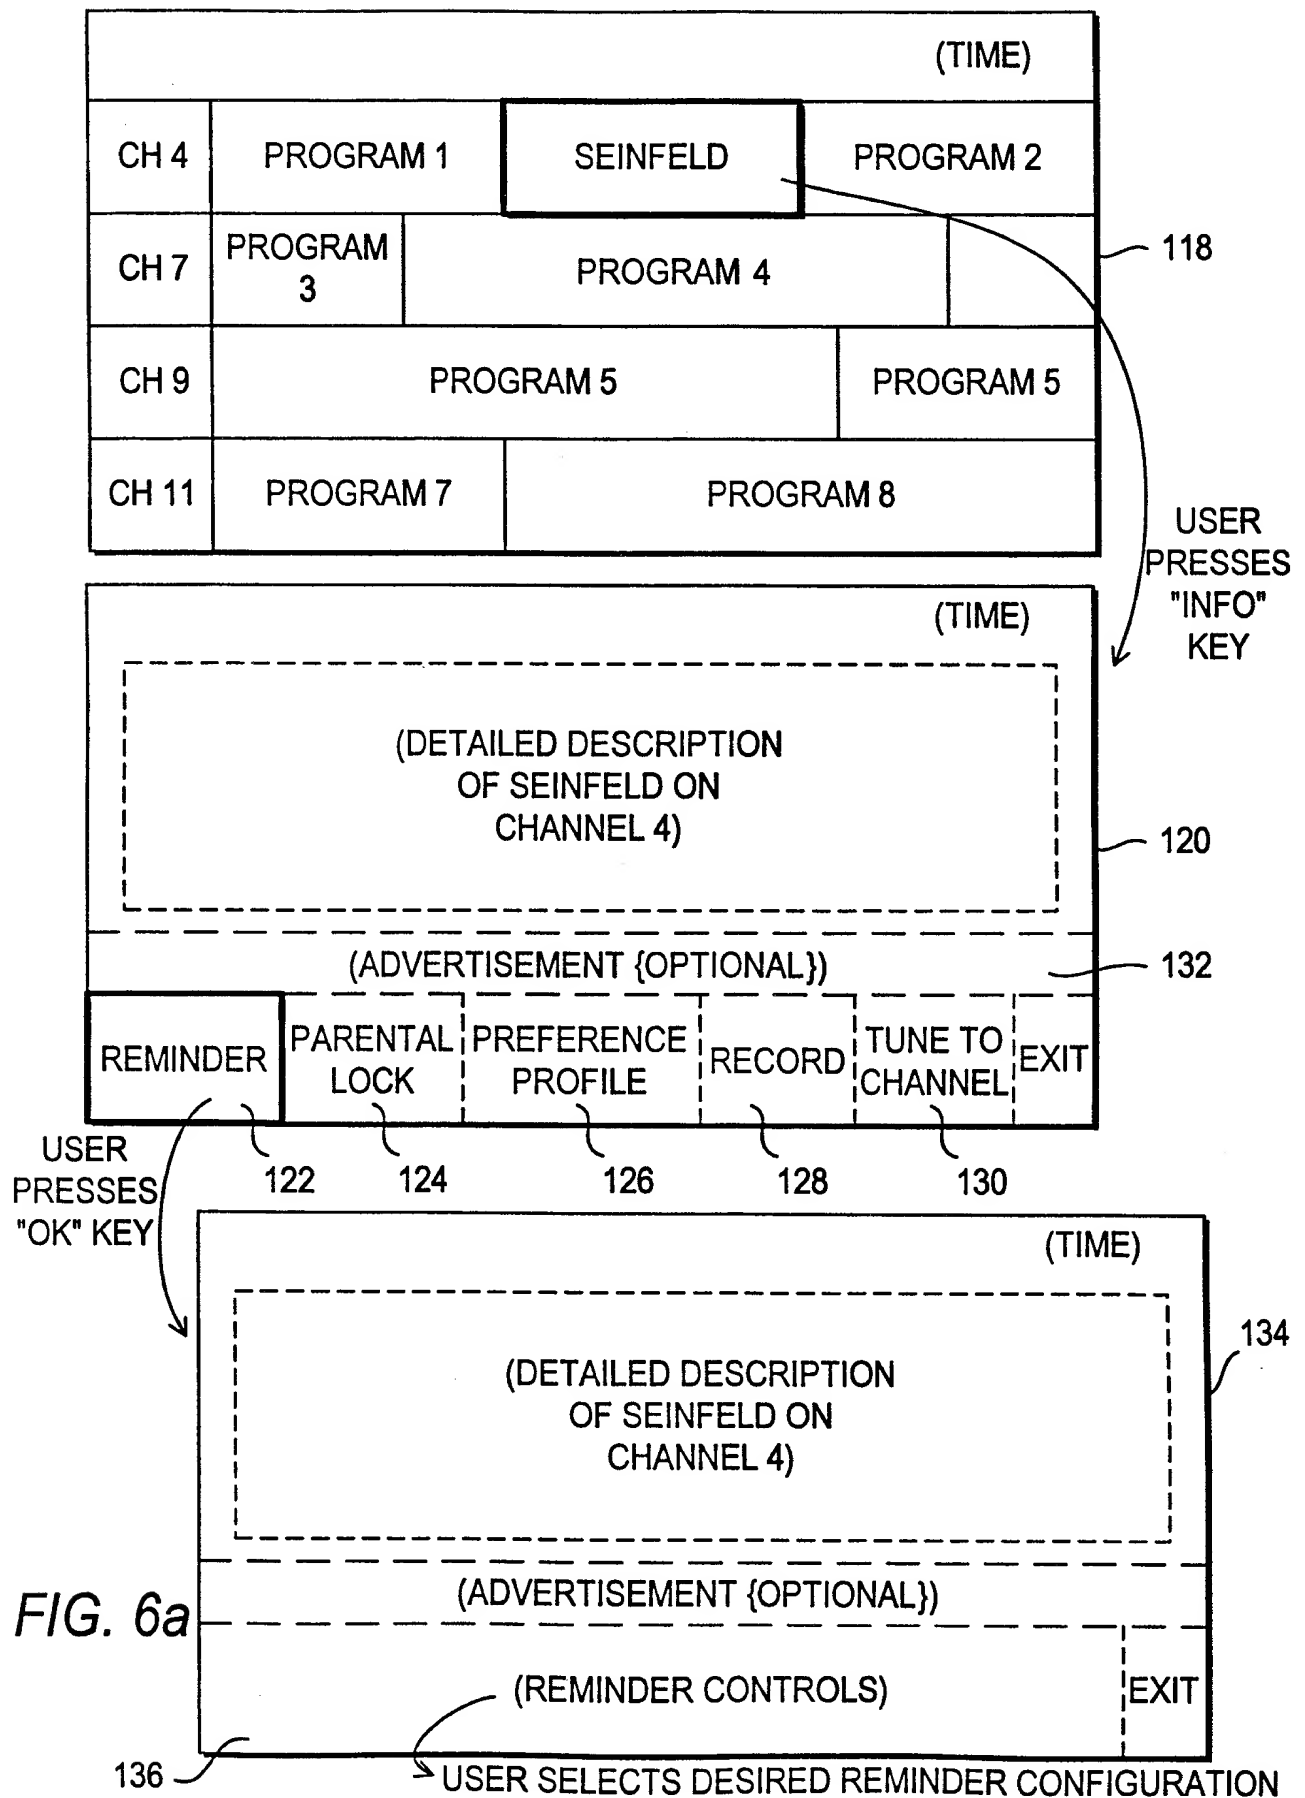 (TIME)
CH 4
PROGRAM 1
SEINFELD
PROGRAM 2
CH 7
PROGRAM
3
PROGRAM 4
118
CH 9
PROGRAM 5
PROGRAM 5
CH 11
PROGRAM 7
PROGRAM 8
USER
PRESSES
"INFO"
KEY
(TIME)
(DETAILED DESCRIPTION
OF SEINFELD ON
CHANNEL 4)
120
(ADVERTISEMENT {OPTIONAL})
132
REMINDER
PARENTAL
LOCK
PREFERENCE
PROFILE
RECORD
TUNE TO
CHANNEL
EXIT
USER
PRESSES
"OK" KEY
122
124
126
128
130
(TIME)
134
(DETAILED DESCRIPTION
OF SEINFELD ON
CHANNEL 4)
(ADVERTISEMENT {OPTIONAL})
FIG. 6a
(REMINDER CONTROLS)
EXIT
136
USER SELECTS DESIRED REMINDER CONFIGURATION